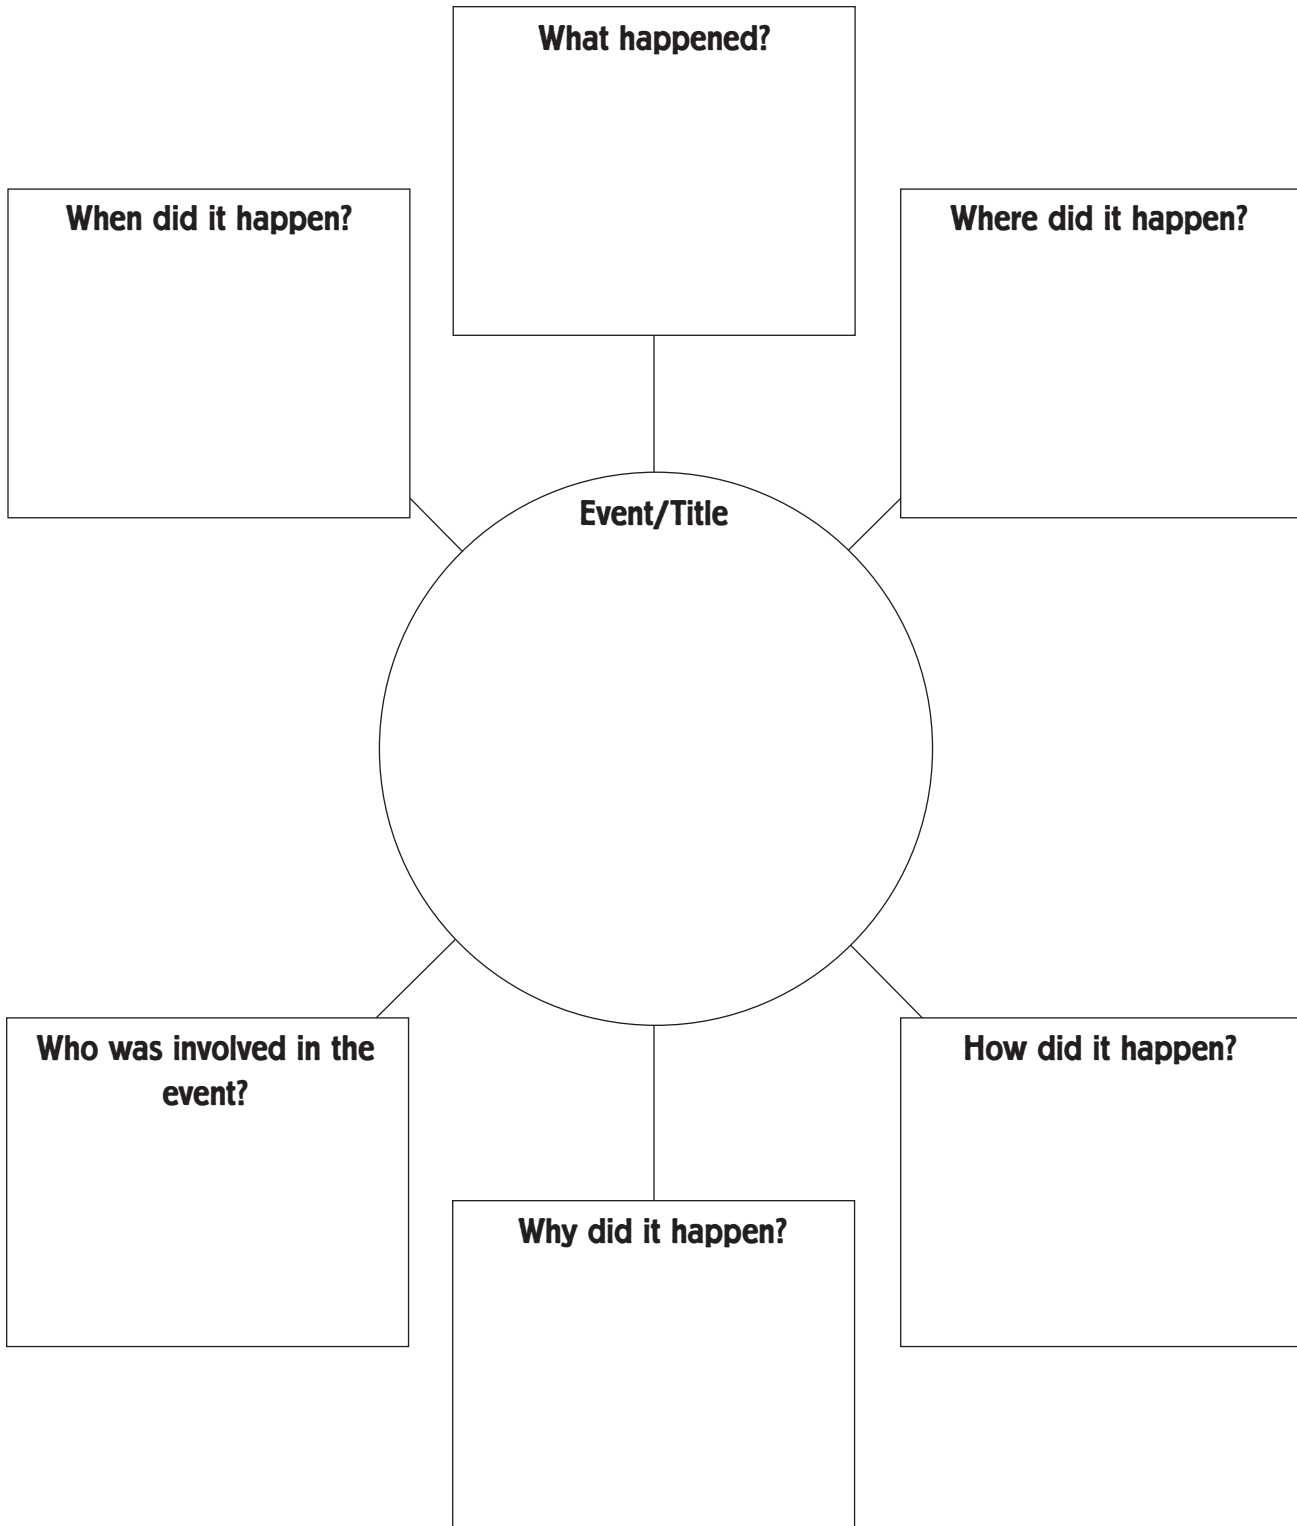 What happened?
When did it happen?
Where did it happen?
Event/Title
Who was involved in the
event?
How did it happen?
Why did it happen?